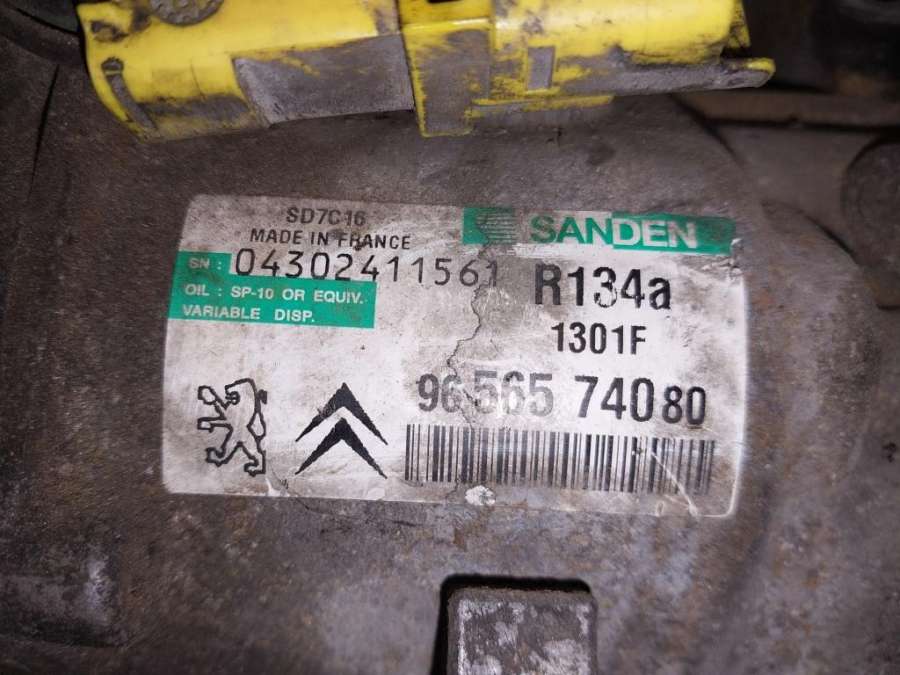 SD7C16
MADE IN FRANCE
SANDEN
SN: 04302411561
R134a
OIL : SP-10 OR EQUIV.
VARIABLE DISP.
1301F
96 565 740 80